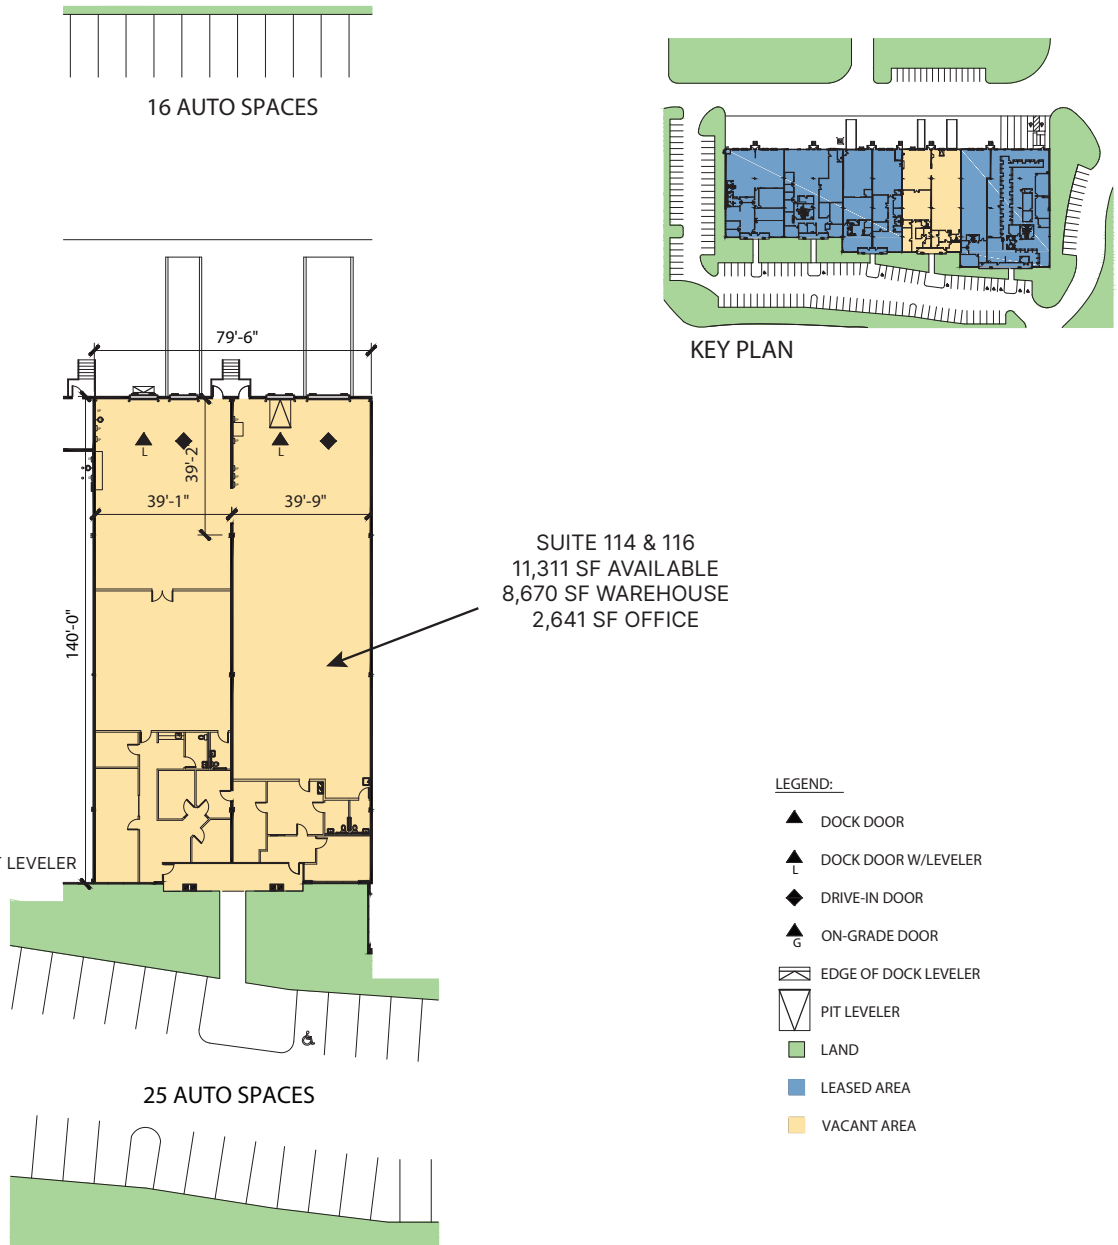 16 AUTO SPACES
KEY PLAN
79'-6"
L
L
39'-2
39'-1"
39'-9"
140'-0"
SUITE 114 & 116
11,311 SF AVAILABLE
8,670 SF WAREHOUSE
2,641 SF OFFICE
LEVELER
25 AUTO SPACES
LEGEND:
DOCK DOOR
DOCK DOOR W/LEVELER
L
DRIVE-IN DOOR
ON-GRADE DOOR
G
EDGE OF DOCK LEVELER
PIT LEVELER
LAND
LEASED AREA
VACANT AREA